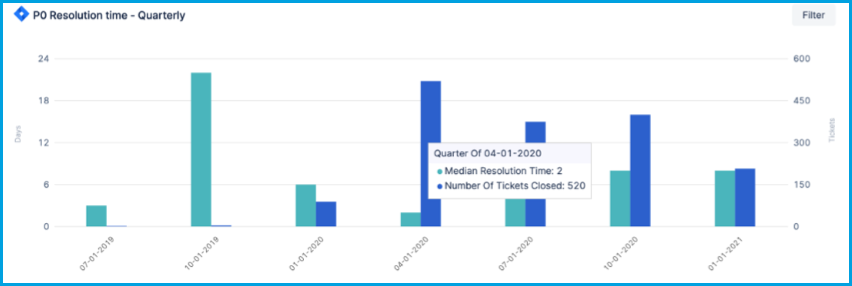 P0 Resolution time - Quarterly
Filter
24
18
12
6
0
Days
600
450
300
150
0
Tickets
Quarter Of 04-01-2020
Median Resolution Time: 2
Number Of Tickets Closed: 520
07-01-2019
10-01-2019
01-01-2020
04-01-2020
07-01-2020
10-01-2020
01-01-2021